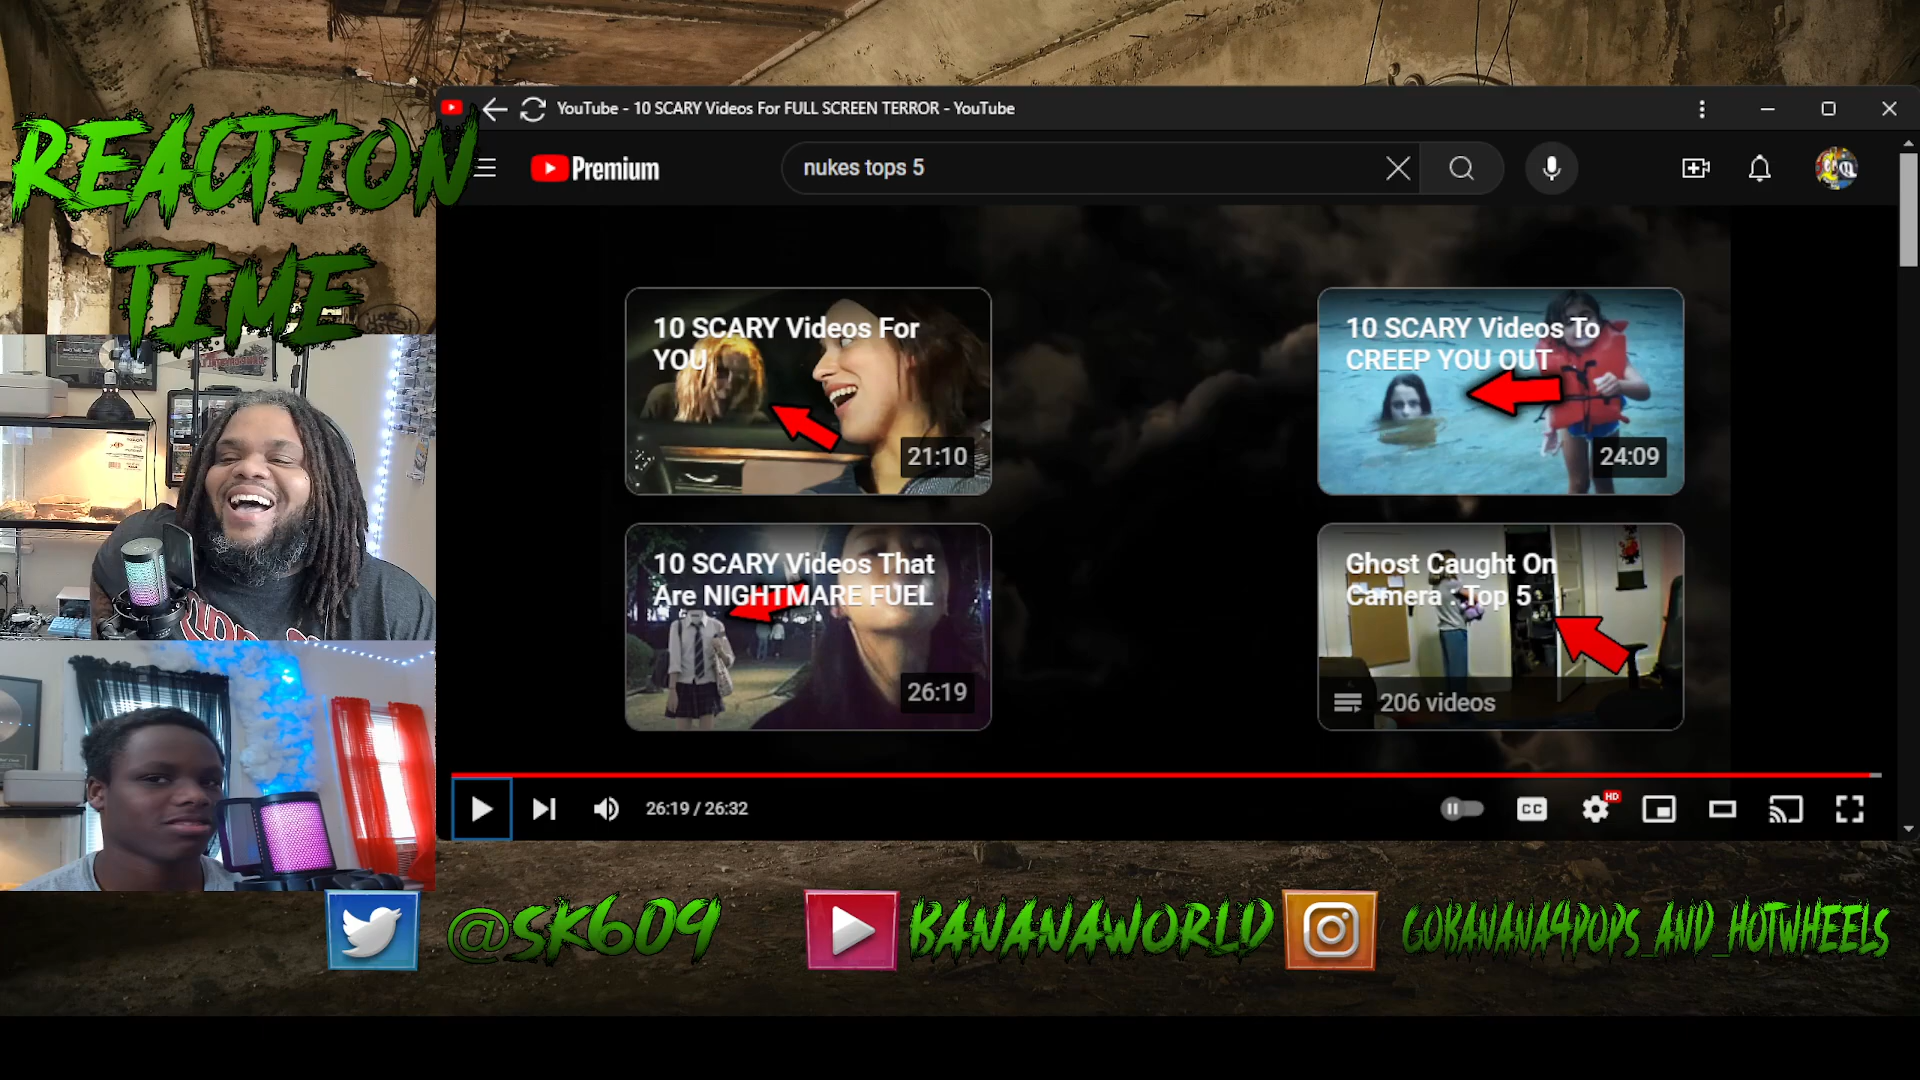 REACTION
TIME
YouTube - 10 SCARY Videos For FULL SCREEN TERROR - YouTube
Premium
nukes tops 5
10 SCARY Videos For
YOU
21:10
10 SCARY Videos To
CREEP YOU OUT
24:09
10 SCARY Videos That
Are NIGHTMARE FUEL
26:19
Ghost Caught On
Camera : Top 5
206 videos
26:19 / 26:32
CC
HD
@SK609
BANANAWORLD
GOBANANA4POPS_AND_HOTWHEELS